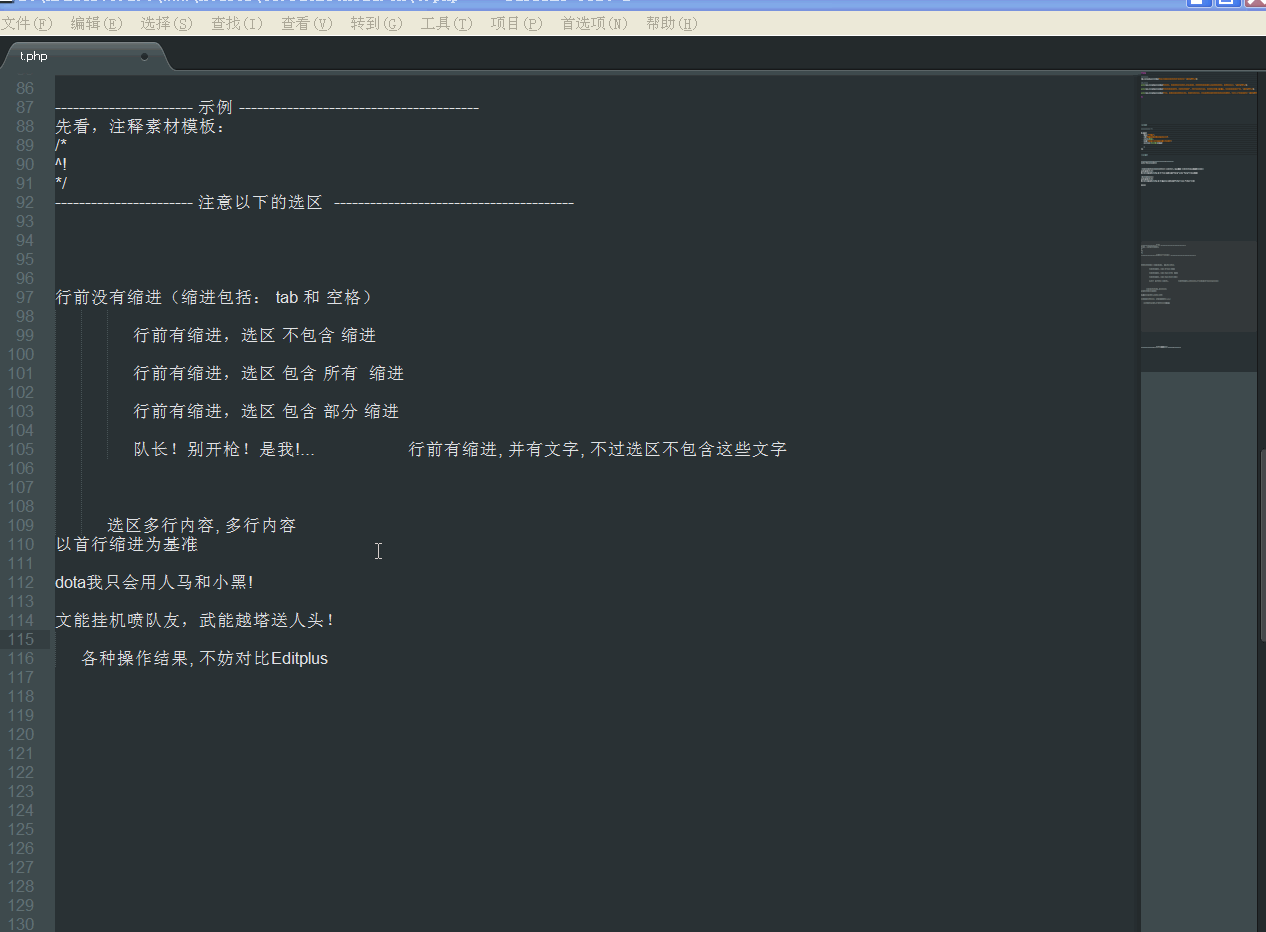 文件(F) 编辑(E) 选择(S) 查找(I) 查看(V) 转到(G) 工具(T) 项目(P) 首选项(N) 帮助(H)
t.php
86
87 ----------------------- 示例 ----------------------------------------
88 先看，注释素材模板：
89 /*
90 ^!
91 */
92 ----------------------- 注意以下的选区 ----------------------------------------
93
94
95
96
97 行前没有缩进（缩进包括： tab 和 空格）
98
99 行前有缩进，选区 不包含 缩进
100
101 行前有缩进，选区 包含 所有 缩进
102
103 行前有缩进，选区 包含 部分 缩进
104
105 队长！别开枪！是我!... 行前有缩进, 并有文字, 不过选区不包含这些文字
106
107
108
109 选区多行内容, 多行内容
110 以首行缩进为基准
111
112 dota我只会用人马和小黑!
113
114 文能挂机喷队友，武能越塔送人头！
115
116 各种操作结果, 不妨对比Editplus
117
118
119
120
121
122
123
124
125
126
127
128
129
130